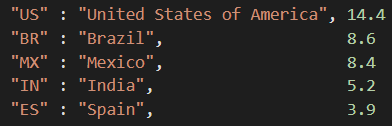 "US" : "United States of America", 14.4
"BR" : "Brazil", 8.6
"MX" : "Mexico", 8.4
"IN" : "India", 5.2
"ES" : "Spain", 3.9